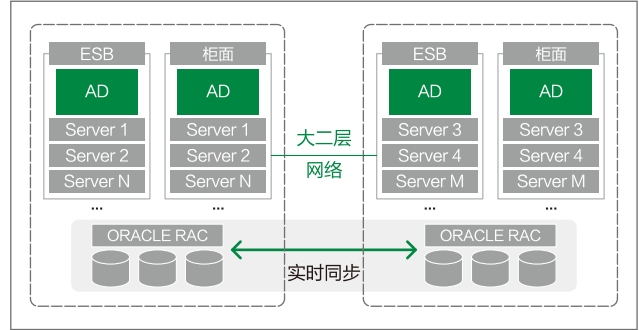 ESB
AD
Server 1
Server 2
Server N
...
柜面
AD
Server 1
Server 2
Server N
...
大二层
网络
ESB
AD
Server 3
Server 4
Server M
...
柜面
AD
Server 3
Server 4
Server M
...
ORACLE RAC
实时同步
ORACLE RAC